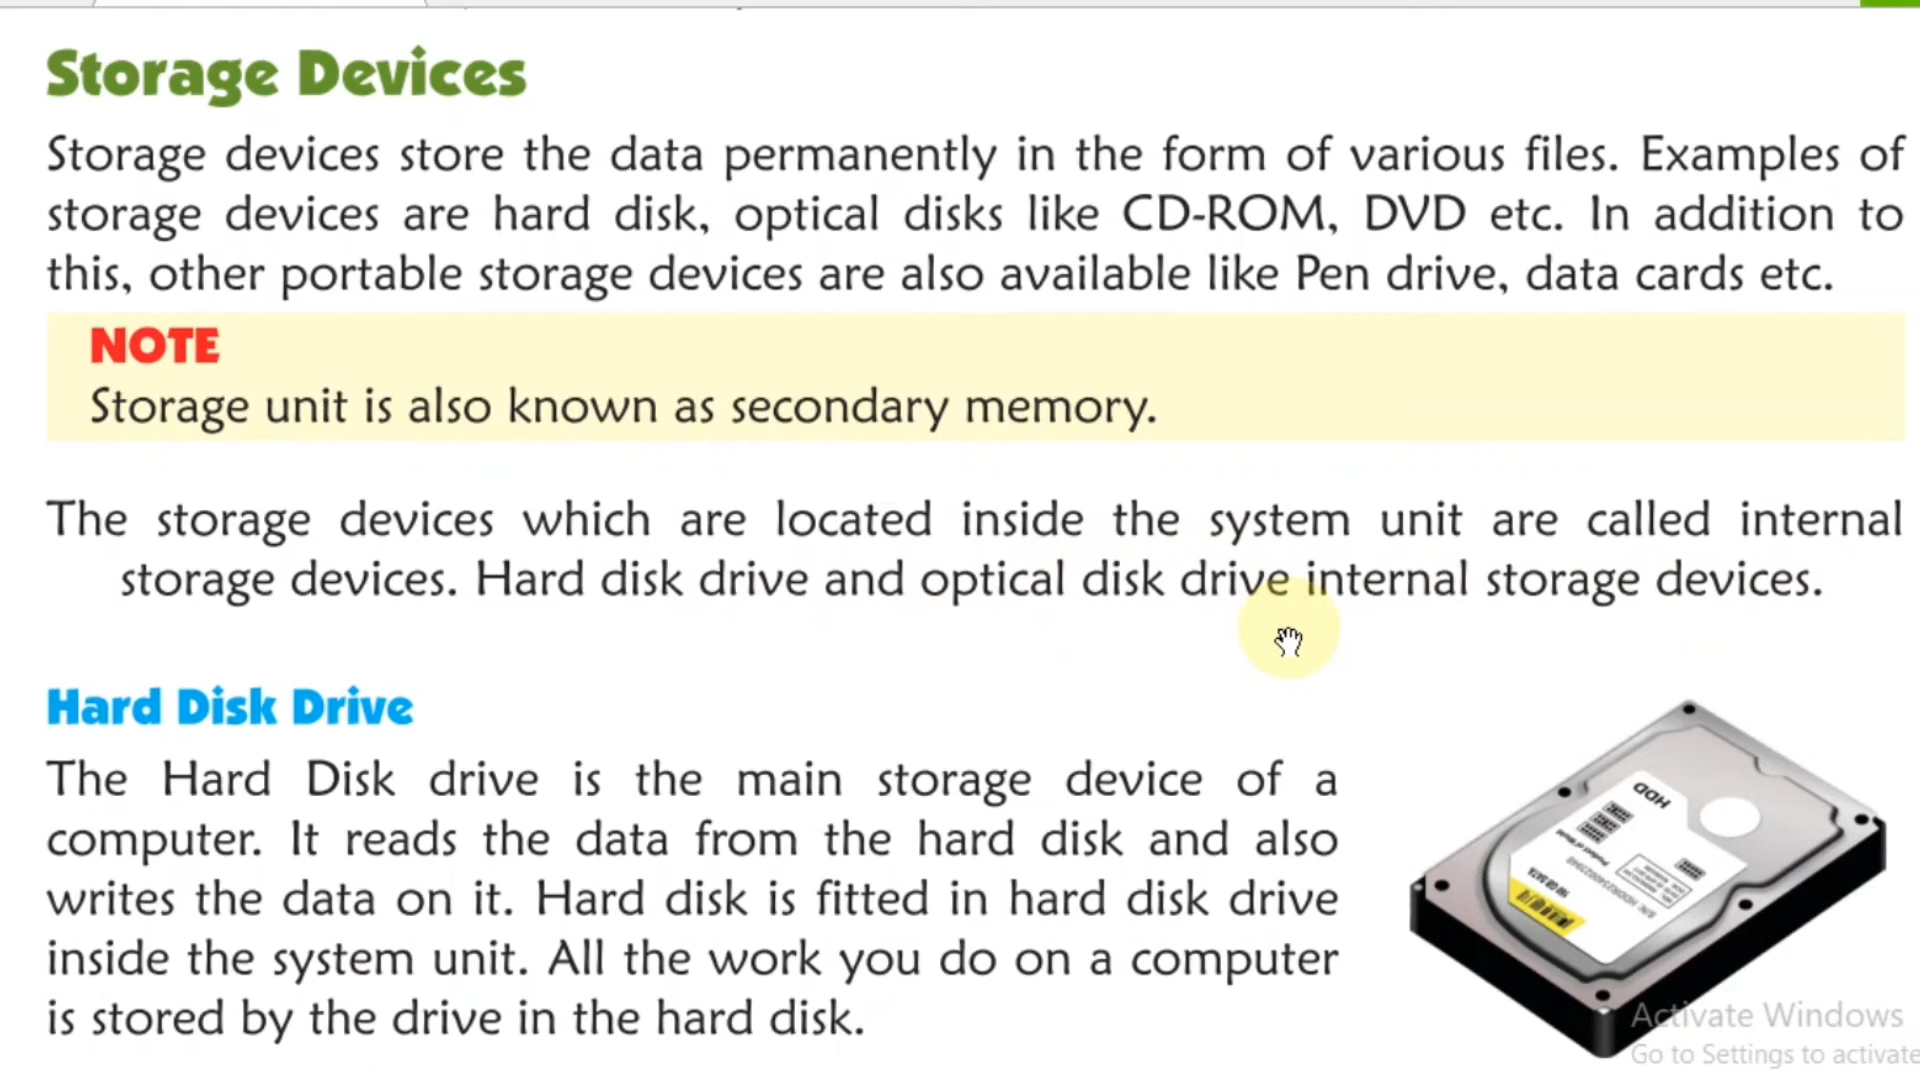 Storage Devices
Storage devices store the data permanently in the form of various files. Examples of
storage devices are hard disk, optical disks like CD-ROM, DVD etc. In addition to
this, other portable storage devices are also available like Pen drive, data cards etc.
NOTE
Storage unit is also known as secondary memory.
The storage devices which are located inside the system unit are called internal
storage devices. Hard disk drive and optical disk drive internal storage devices.
Hard Disk Drive
The Hard Disk drive is the main storage device of a
computer. It reads the data from the hard disk and also
writes the data on it. Hard disk is fitted in hard disk drive
inside the system unit. All the work you do on a computer
is stored by the drive in the hard disk.
HDD
Activate Windows
Go to Settings to activate